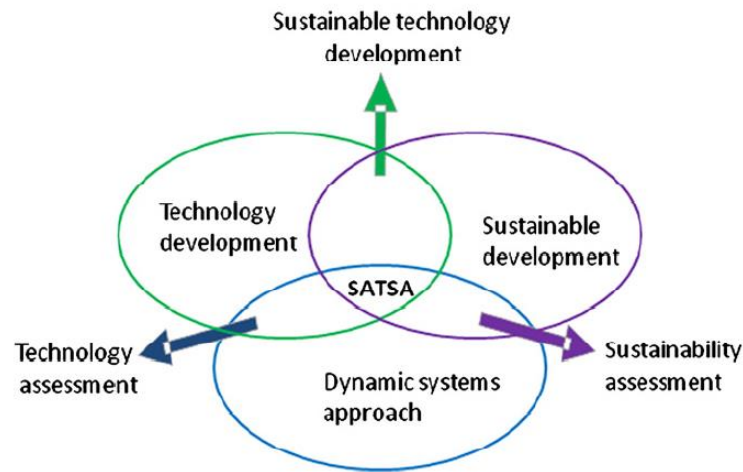 Sustainable technology
development
Technology
development
Sustainable
development
SATSA
Technology
assessment
Sustainability
assessment
Dynamic systems
approach